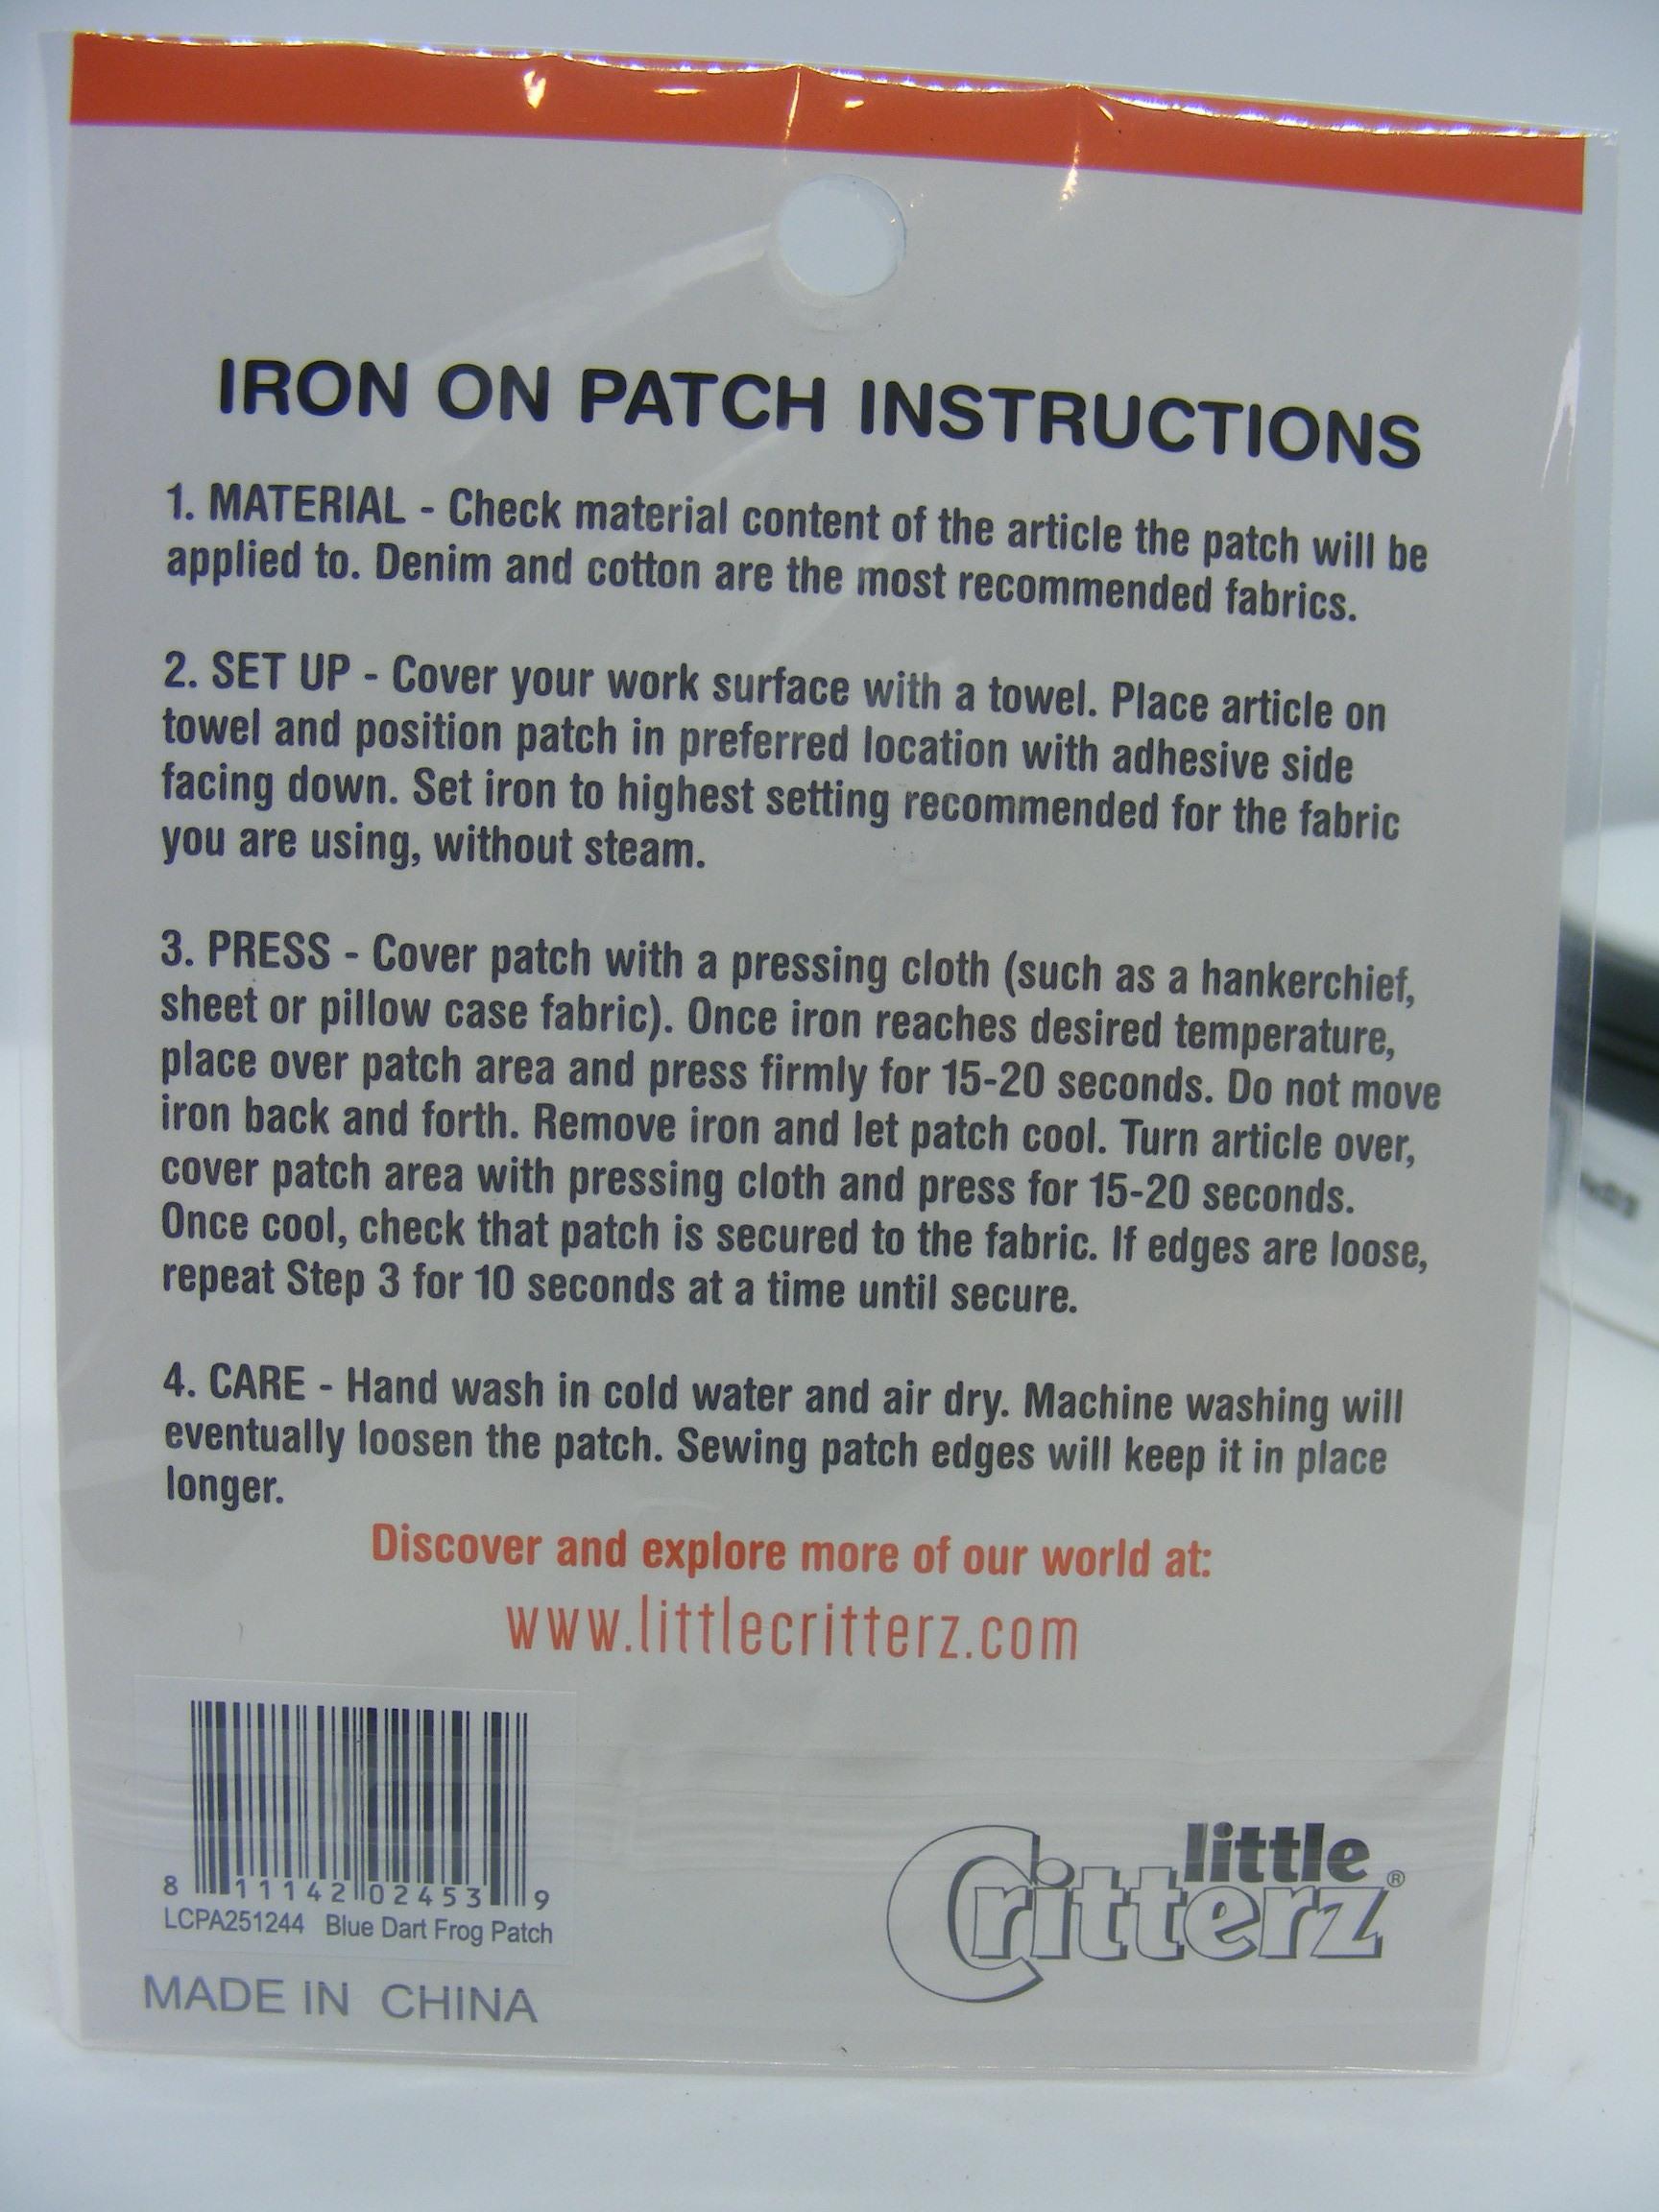 IRON ON PATCH INSTRUCTIONS
1. MATERIAL - Check material content of the article the patch will be
applied to. Denim and cotton are the most recommended fabrics.
2. SET UP - Cover your work surface with a towel. Place article on
towel and position patch in preferred location with adhesive side
facing down. Set iron to highest setting recommended for the fabric
you are using, without steam.
3. PRESS - Cover patch with a pressing cloth (such as a hankerchief,
sheet or pillow case fabric). Once iron reaches desired temperature,
place over patch area and press firmly for 15-20 seconds. Do not move
iron back and forth. Remove iron and let patch cool. Turn article over,
cover patch area with pressing cloth and press for 15-20 seconds.
Once cool, check that patch is secured to the fabric. If edges are loose,
repeat Step 3 for 10 seconds at a time until secure.
4. CARE - Hand wash in cold water and air dry. Machine washing will
eventually loosen the patch. Sewing patch edges will keep it in place
longer.
Discover and explore more of our world at:
www.littlecritterz.com
8 11142 02453 9
LCPA251244 Blue Dart Frog Patch
MADE IN CHINA
little
Critterz®